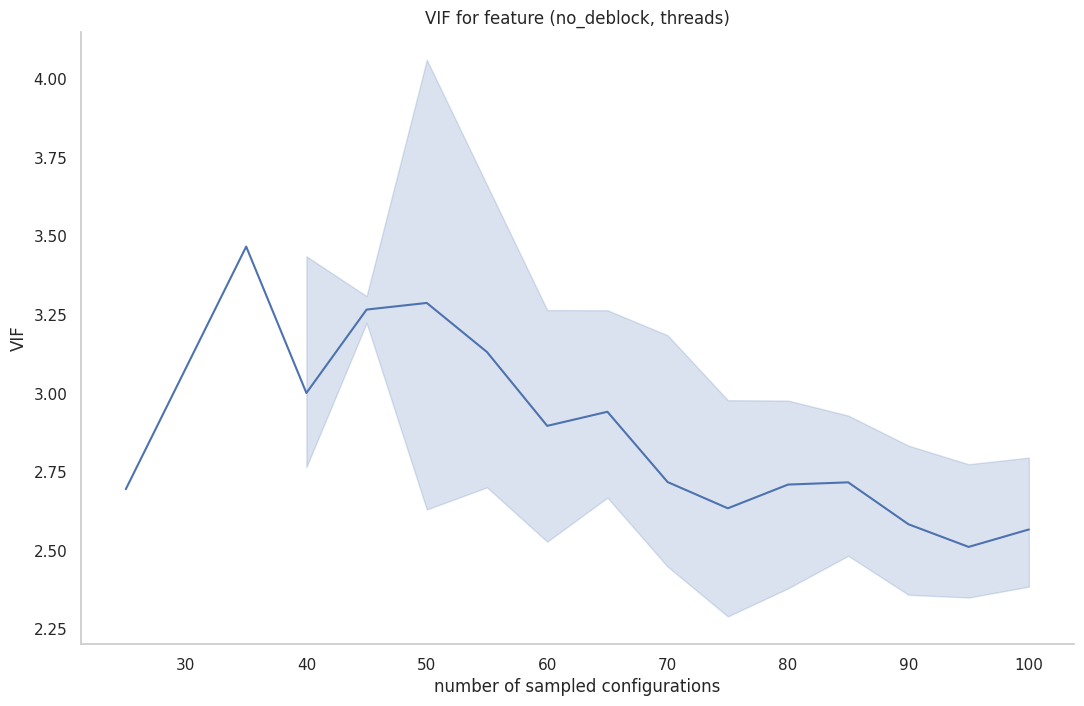 VIF for feature (no_deblock, threads)
VIF
4.00
3.75
3.50
3.25
3.00
2.75
2.50
2.25
30 40 50 60 70 80 90 100
number of sampled configurations